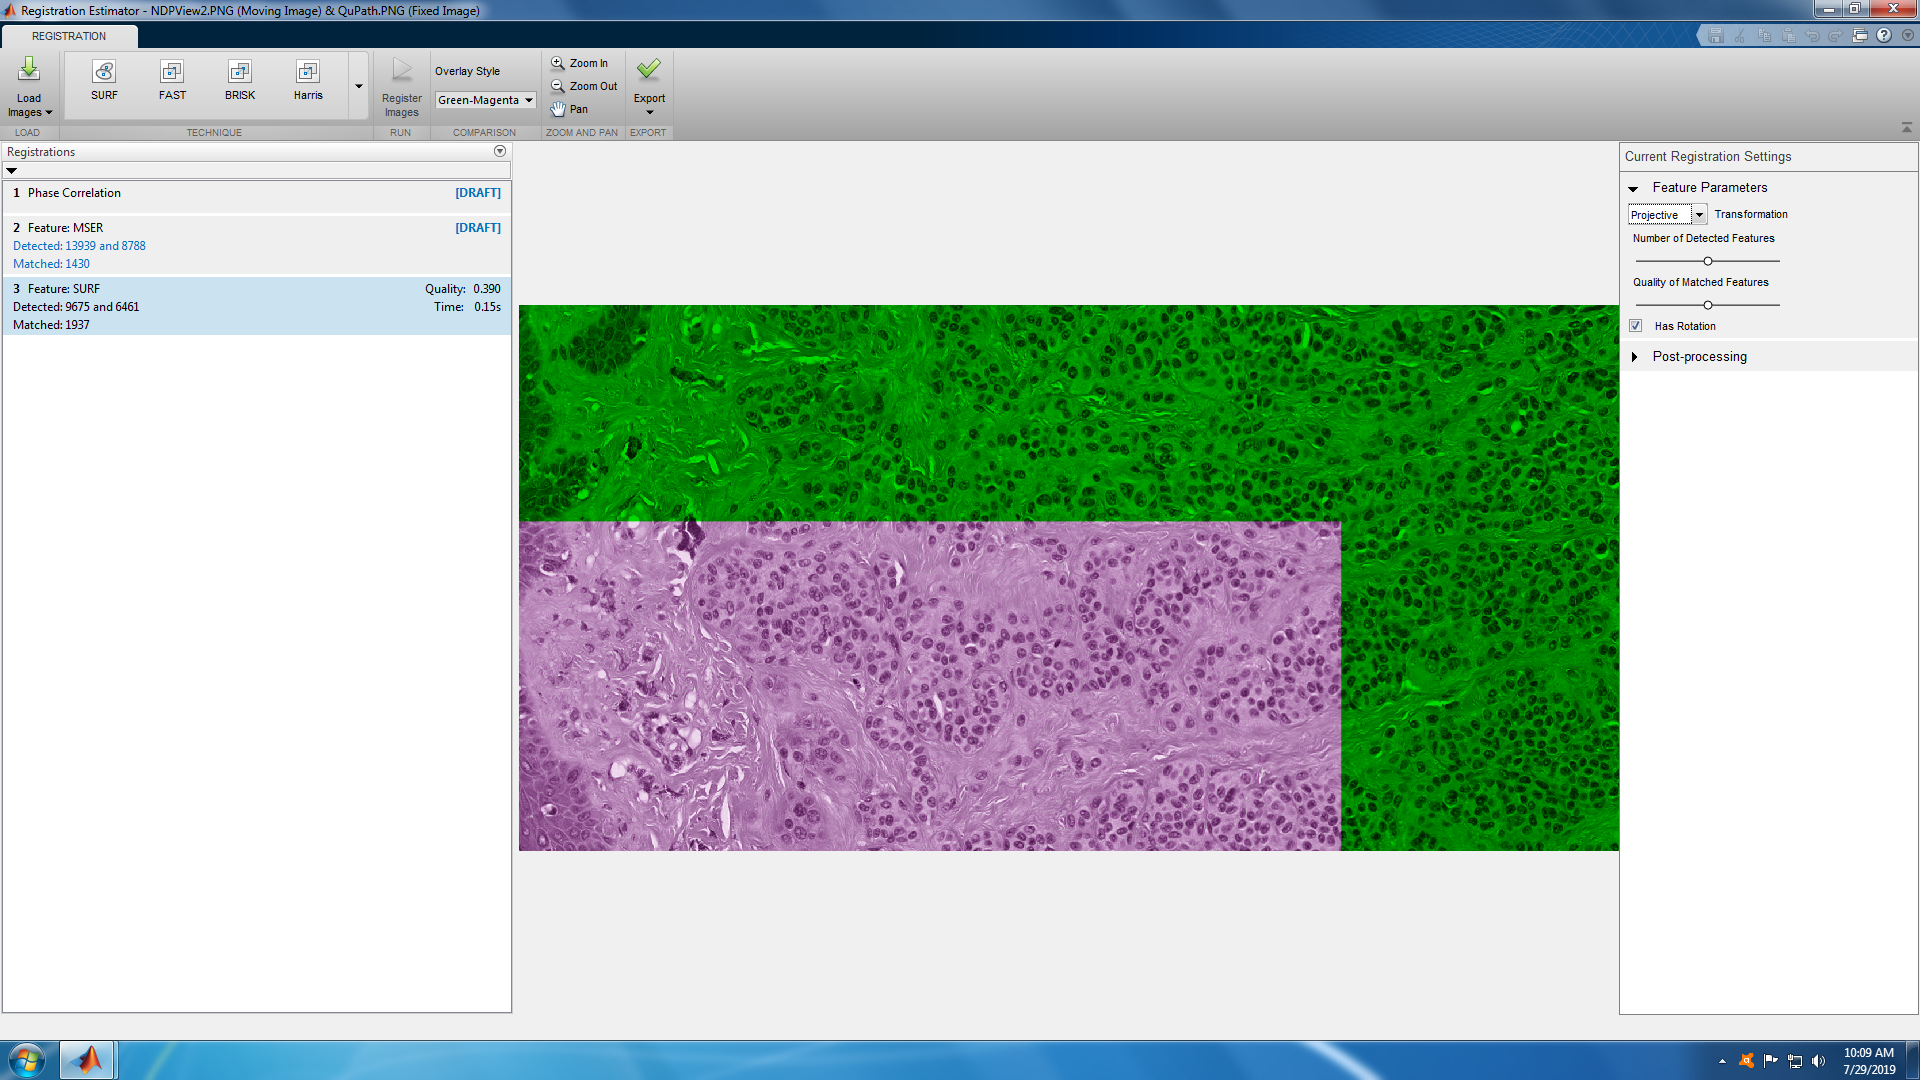 Registration Estimator - NDPView2.PNG (Moving Image) & QuPath.PNG (Fixed Image)
REGISTRATION
Load Images
SURF
FAST
BRISK
Harris
Register Images
Overlay Style
Green-Magenta
Zoom In
Zoom Out
Pan
Export
LOAD
TECHNIQUE
RUN
COMPARISON
ZOOM AND PAN
EXPORT
Registrations
1 Phase Correlation [DRAFT]
2 Feature: MSER [DRAFT]
Detected: 13939 and 8788
Matched: 1430
3 Feature: SURF Quality: 0.390
Detected: 9675 and 6461 Time: 0.15s
Matched: 1937
Current Registration Settings
Feature Parameters
Projective Transformation
Number of Detected Features
Quality of Matched Features
Has Rotation
Post-processing
10:09 AM
7/29/2019